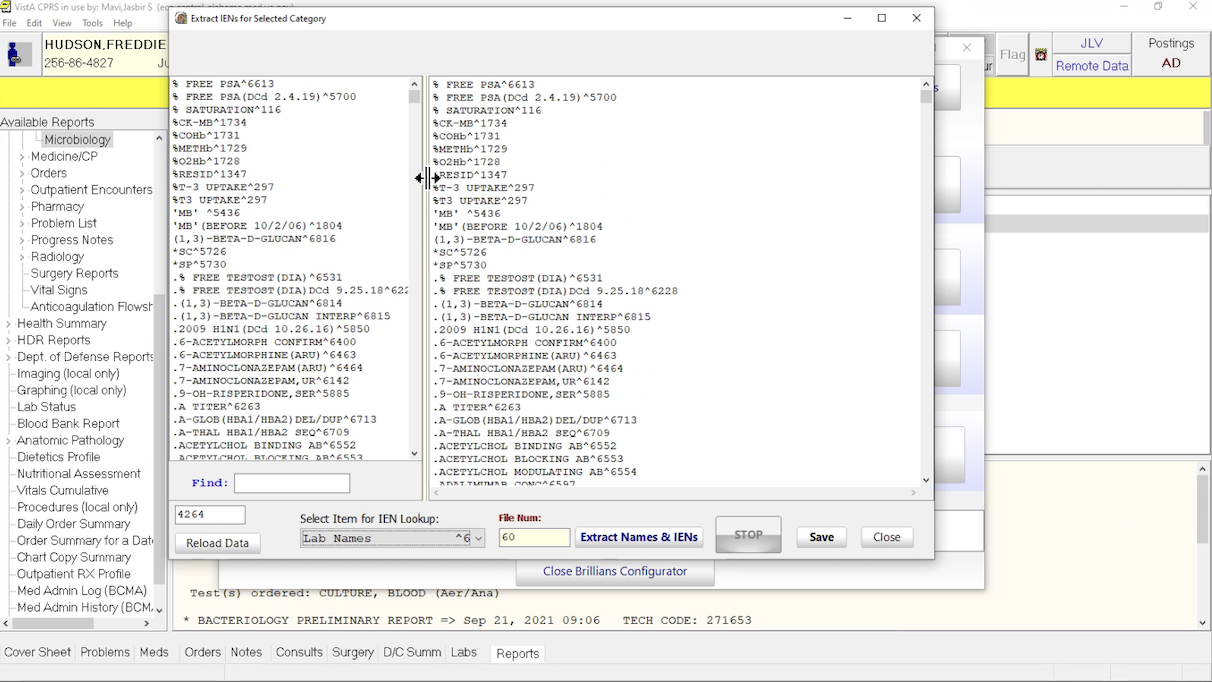 VistA CPRS in use by: Mavi,Jasbir S
File Edit View Tools Help
HUDSON,FREDDIE
256-86-4827
Flag
JLV
Remote Data
Postings
AD
Available Reports
Microbiology
Medicine/CP
Orders
Outpatient Encounters
Pharmacy
Problem List
Progress Notes
Radiology
Surgery Reports
Vital Signs
Anticoagulation Flowsh
Health Summary
HDR Reports
Dept. of Defense Reports
Imaging (local only)
Graphing (local only)
Lab Status
Blood Bank Report
Anatomic Pathology
Dietetics Profile
Nutritional Assessment
Vitals Cumulative
Procedures (local only)
Daily Order Summary
Order Summary for a Date
Chart Copy Summary
Outpatient RX Profile
Med Admin Log (BCMA)
Med Admin History (BCM
Extract IENs for Selected Category
% FREE PSA^6613
% FREE PSA(DCd 2.4.19)^5700
% SATURATION^116
%CK-MB^1734
%COHb^1731
%METHb^1729
%O2Hb^1728
%RESID^1347
%T-3 UPTAKE^297
%T3 UPTAKE^297
'MB' ^5436
'MB'(BEFORE 10/2/06)^1804
(1,3)-BETA-D-GLUCAN^6816
*SC^5726
*SP^5730
.% FREE TESTOST(DIA)^6531
.% FREE TESTOST(DIA)DCd 9.25.18^622
.(1,3)-BETA-D-GLUCAN^6814
.(1,3)-BETA-D-GLUCAN INTERP^6815
.2009 H1N1(DCd 10.26.16)^5850
.6-ACETYLMORPH CONFIRM^6400
.6-ACETYLMORPHINE(ARU)^6463
.7-AMINOCLONAZEPAM(ARU)^6464
.7-AMINOCLONAZEPAM,UR^6142
.9-OH-RISPERIDONE,SER^5885
.A TITER^6263
.A-GLOB(HBA1/HBA2)DEL/DUP^6713
.A-THAL HBA1/HBA2 SEQ^6709
.ACETYLCHOL BINDING AB^6552
.ACETYLCHOL BLOCKING AB^6553
% FREE PSA^6613
% FREE PSA(DCd 2.4.19)^5700
% SATURATION^116
%CK-MB^1734
%COHb^1731
%METHb^1729
%O2Hb^1728
%RESID^1347
%T-3 UPTAKE^297
%T3 UPTAKE^297
'MB' ^5436
'MB'(BEFORE 10/2/06)^1804
(1,3)-BETA-D-GLUCAN^6816
*SC^5726
*SP^5730
.% FREE TESTOST(DIA)^6531
.% FREE TESTOST(DIA)DCd 9.25.18^6228
.(1,3)-BETA-D-GLUCAN^6814
.(1,3)-BETA-D-GLUCAN INTERP^6815
.2009 H1N1(DCd 10.26.16)^5850
.6-ACETYLMORPH CONFIRM^6400
.6-ACETYLMORPHINE(ARU)^6463
.7-AMINOCLONAZEPAM(ARU)^6464
.7-AMINOCLONAZEPAM,UR^6142
.9-OH-RISPERIDONE,SER^5885
.A TITER^6263
.A-GLOB(HBA1/HBA2)DEL/DUP^6713
.A-THAL HBA1/HBA2 SEQ^6709
.ACETYLCHOL BINDING AB^6552
.ACETYLCHOL BLOCKING AB^6553
.ACETYLCHOL MODULATING AB^6554
.ADALIMUMAB CONC^6597
Find:
4264
Reload Data
Select Item for IEN Lookup:
Lab Names ^6
File Num:
60
Extract Names & IENs
STOP
Save
Close
Close Brillians Configurator
Test(s) ordered: CULTURE, BLOOD (Aer/Ana)
* BACTERIOLOGY PRELIMINARY REPORT => Sep 21, 2021 09:06 TECH CODE: 271653
Cover Sheet Problems Meds Orders Notes Consults Surgery D/C Summ Labs Reports